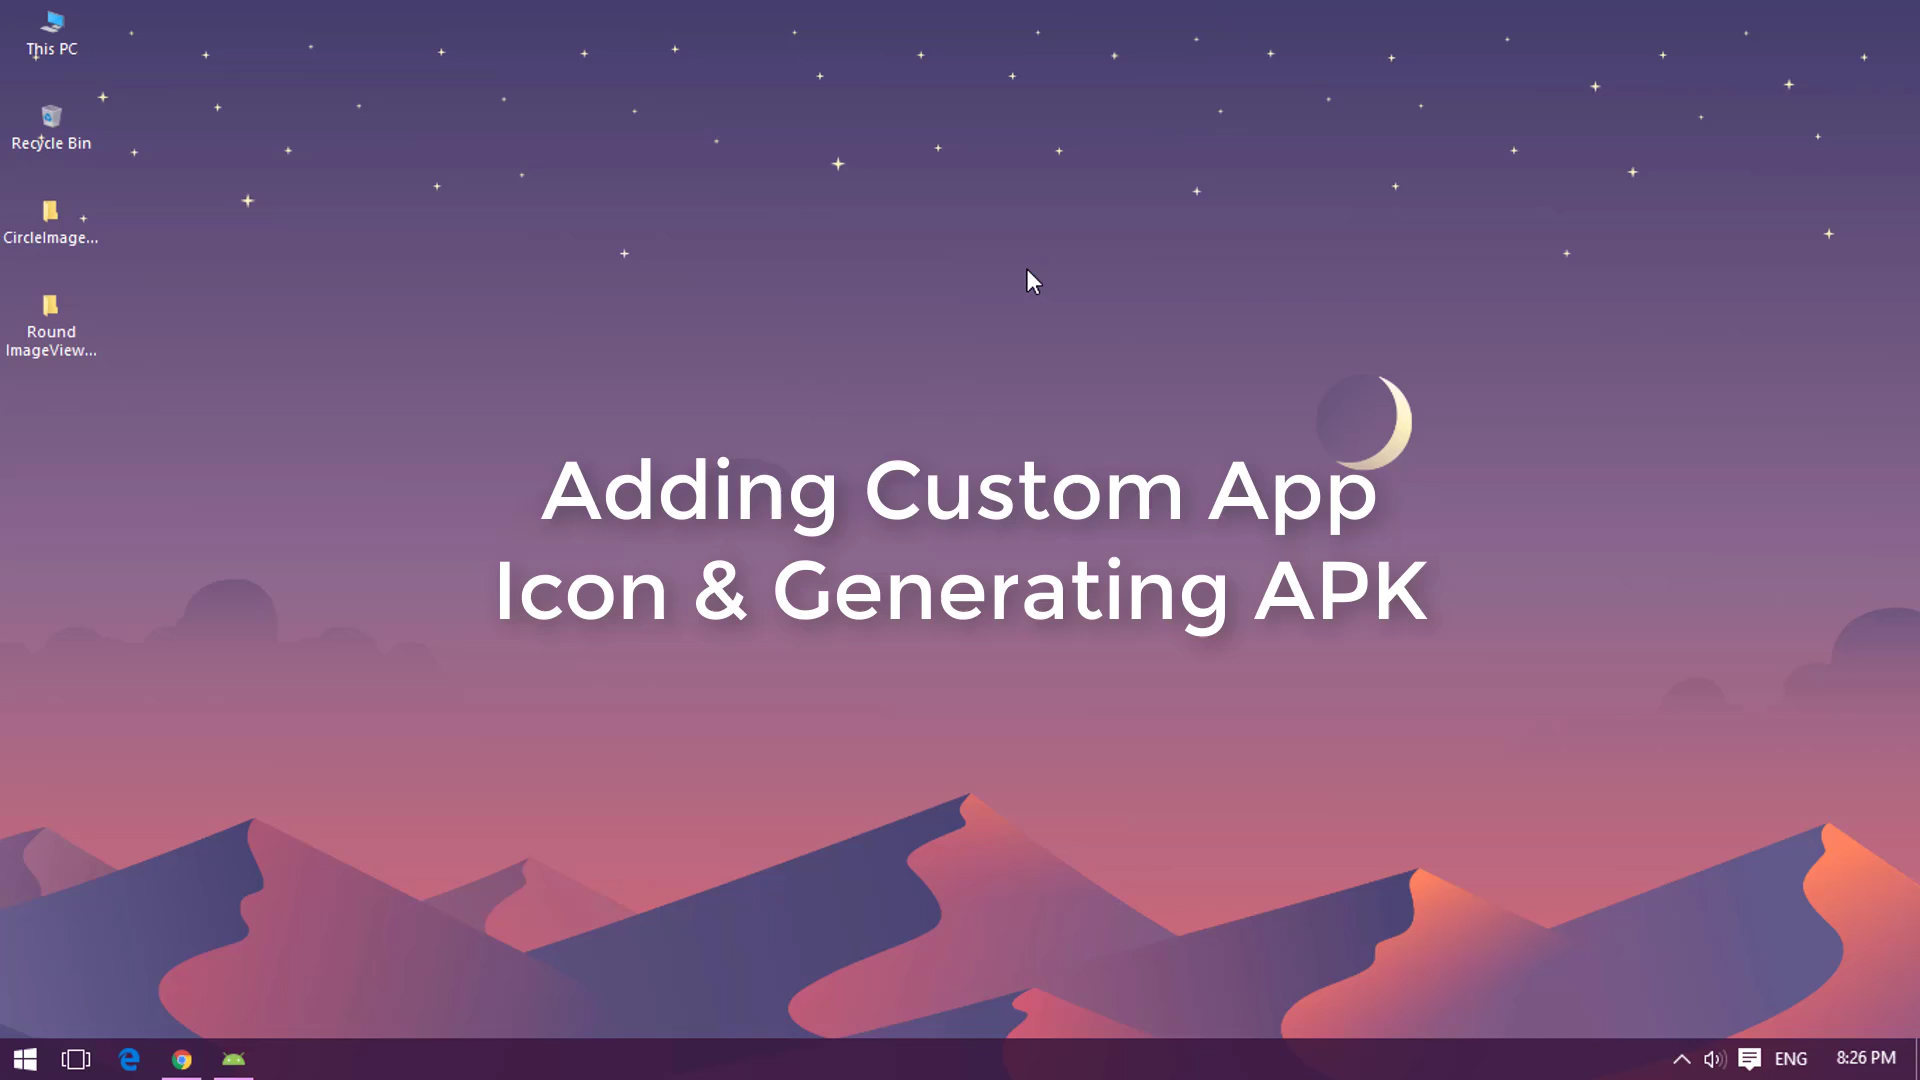 This PC
Recycle Bin
CircleImage...
Round
ImageView...
Adding Custom App
Icon & Generating APK
ENG
8:26 PM